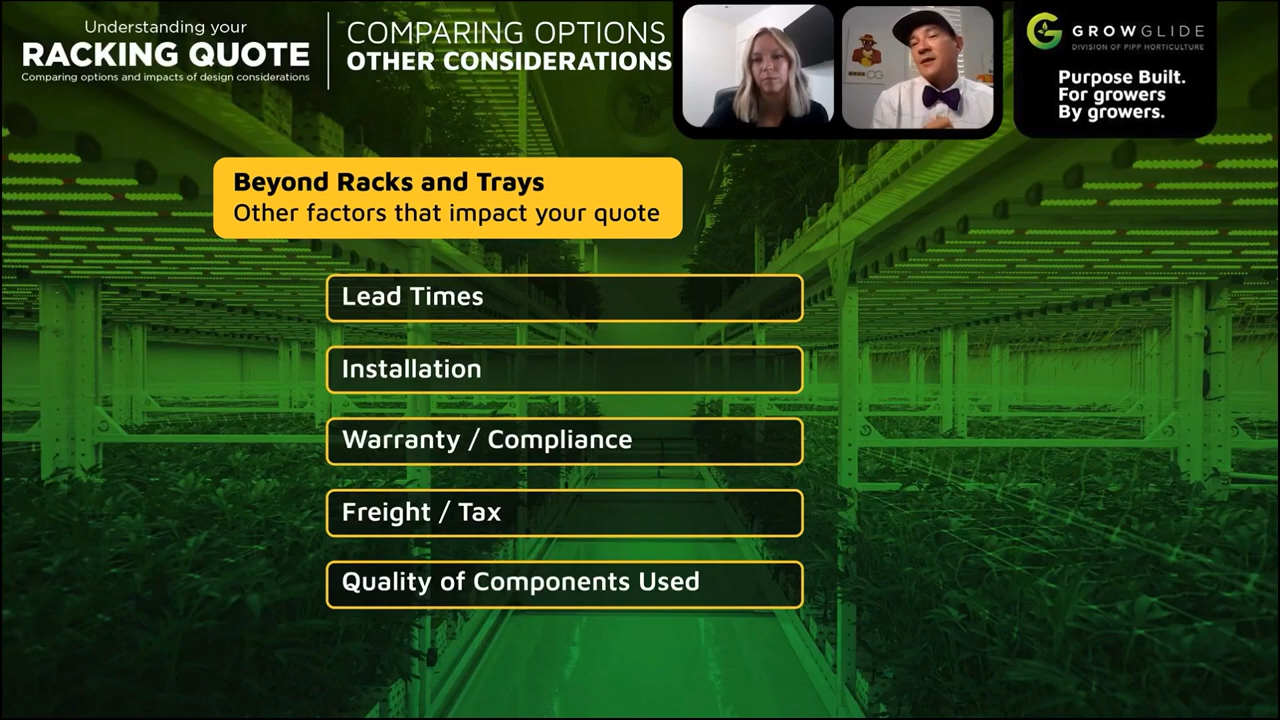 Understanding your
RACKING QUOTE
Comparing options and impacts of design considerations
COMPARING OPTIONS
OTHER CONSIDERATIONS
GROWGLIDE
DIVISION OF PIPP HORTICULTURE
Purpose Built.
For growers
By growers.
Beyond Racks and Trays
Other factors that impact your quote
Lead Times
Installation
Warranty / Compliance
Freight / Tax
Quality of Components Used